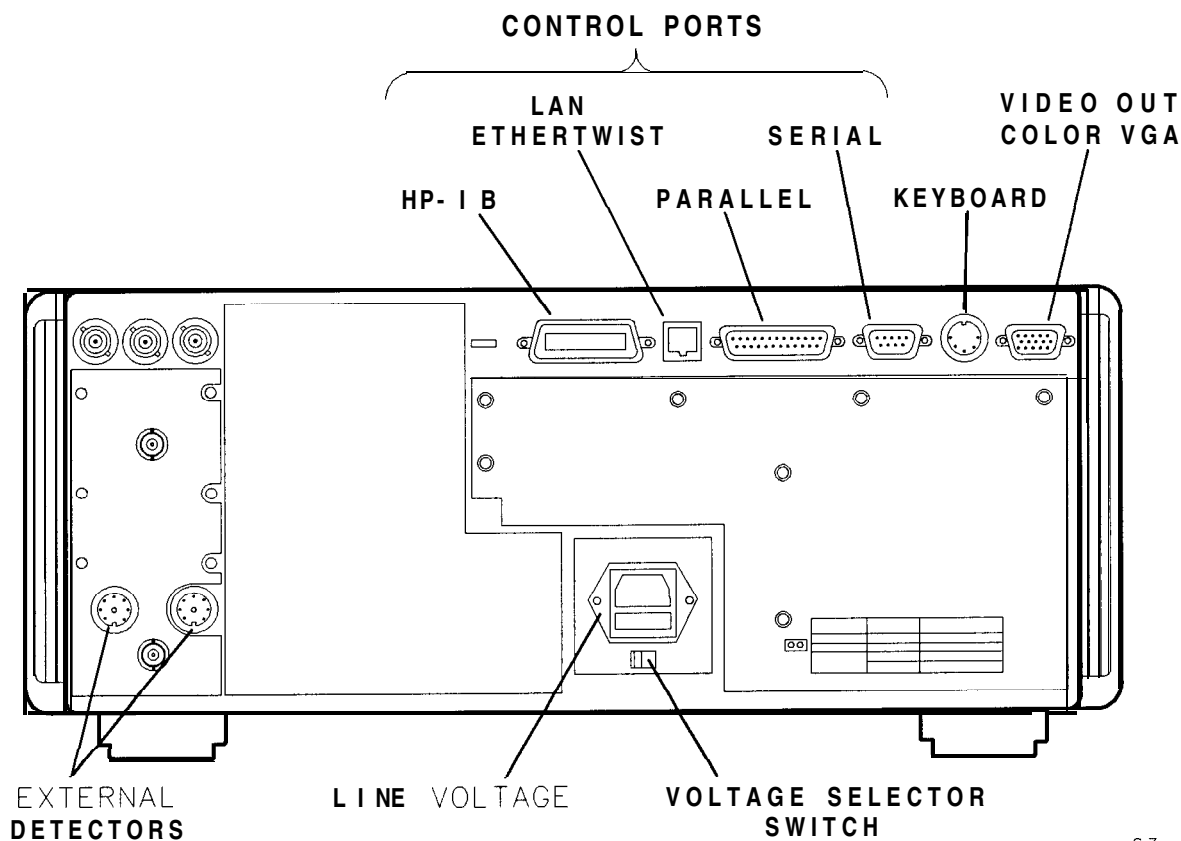 CONTROL PORTS
LAN
ETHERTWIST
SERIAL
VIDEO OUT
COLOR VGA
HP-IB
PARALLEL
KEYBOARD
EXTERNAL
DETECTORS
LINE VOLTAGE
VOLTAGE SELECTOR
SWITCH